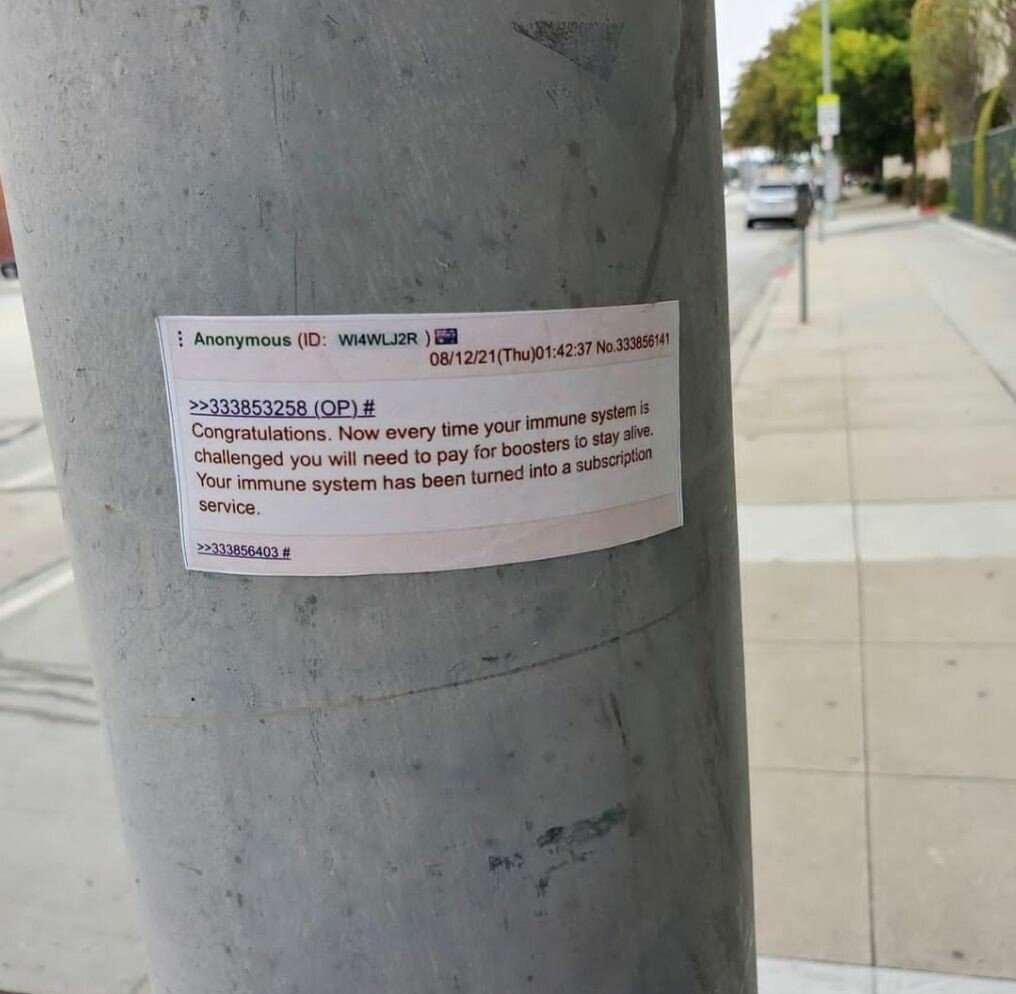 Anonymous (ID: WI4WLJ2R )
08/12/21(Thu)01:42:37 No.333856141
>>333853258 (OP) #
Congratulations. Now every time your immune system is
challenged you will need to pay for boosters to stay alive.
Your immune system has been turned into a subscription
service.
>>333856403 #